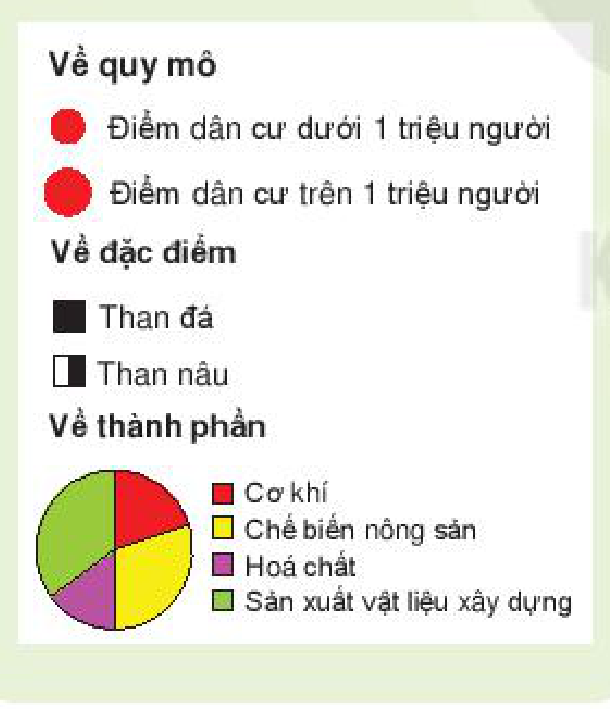 Về quy mô
Điểm dân cư dưới 1 triệu người
Điểm dân cư trên 1 triệu người
Về đặc điểm
Than đá
Than nâu
Về thành phần
Cơ khí
Chế biến nông sản
Hoá chất
Sản xuất vật liệu xây dựng
K